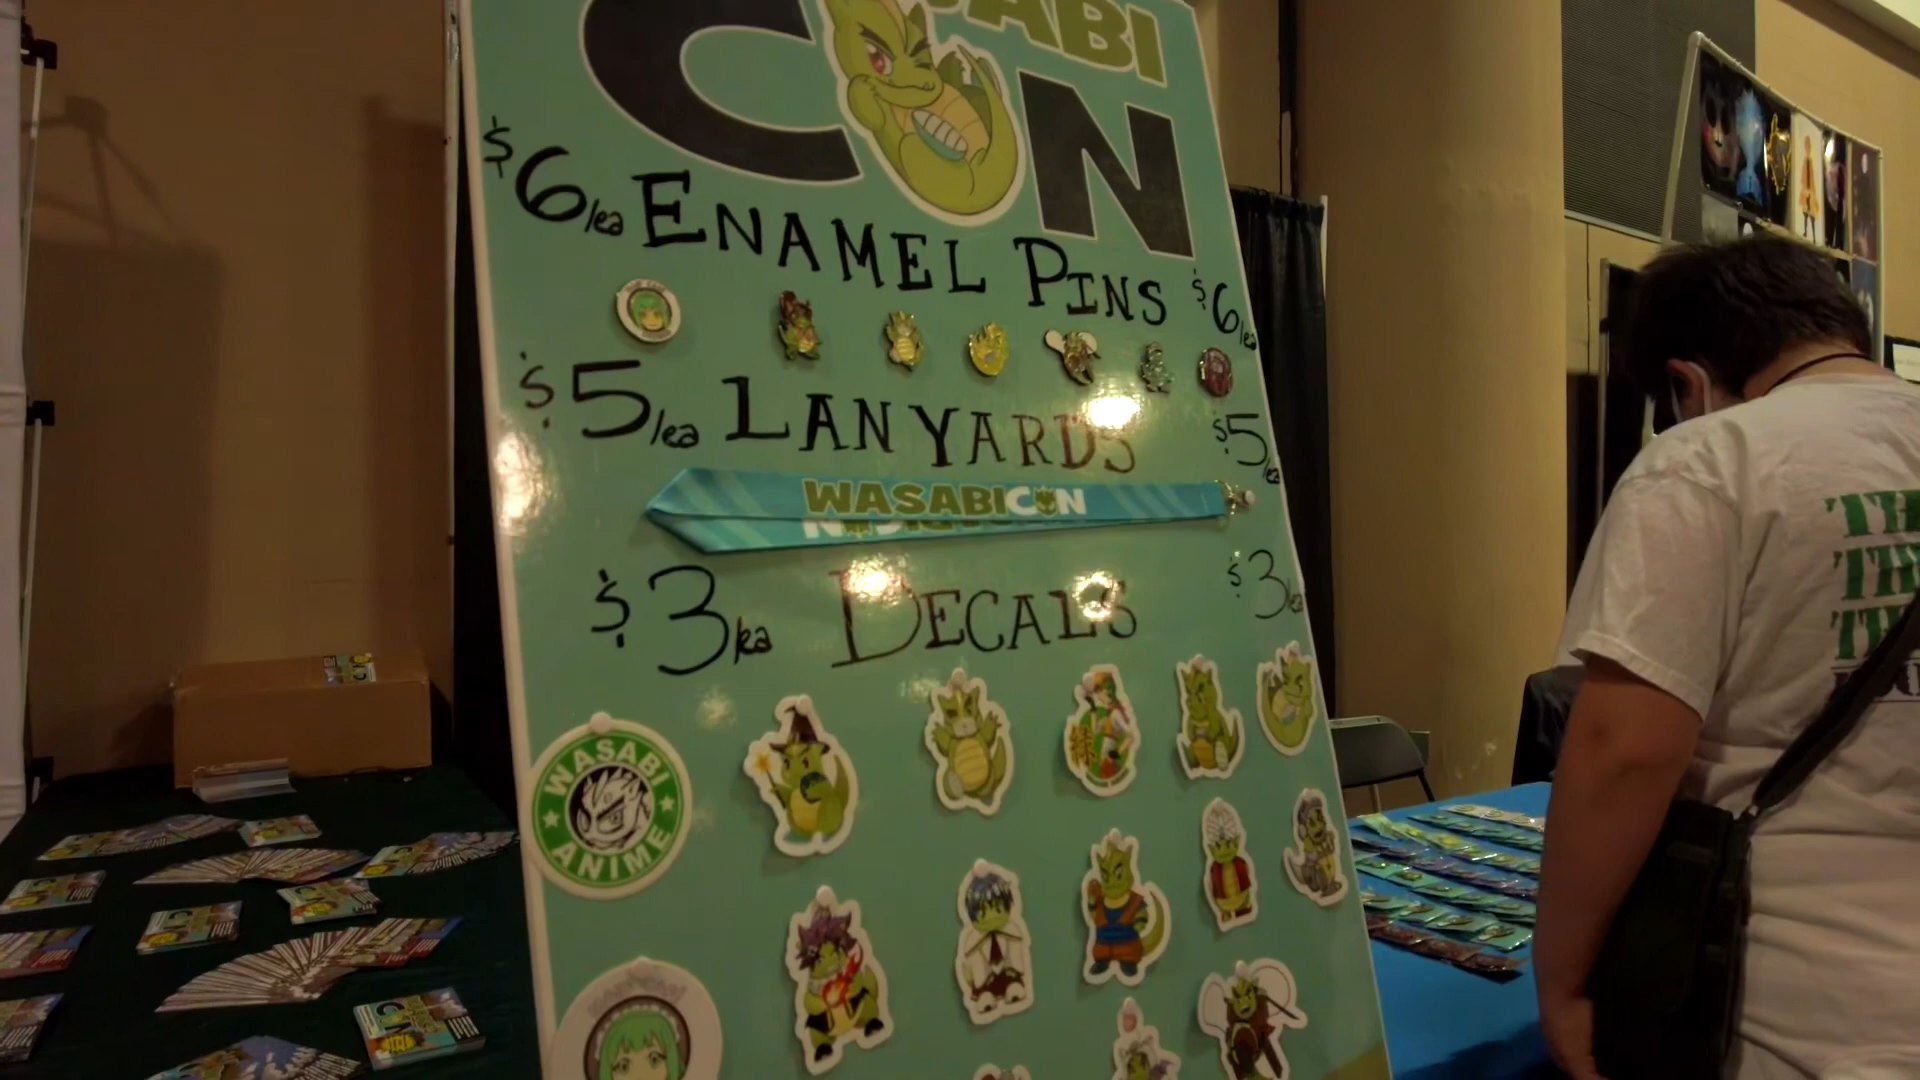 WASABI
CON
$6/ea ENAMEL PINS $6/ea
$5/ea LANYARDS $5/ea
WASABICON
$3/ea DECALS $3/ea
WASABI
ANIME